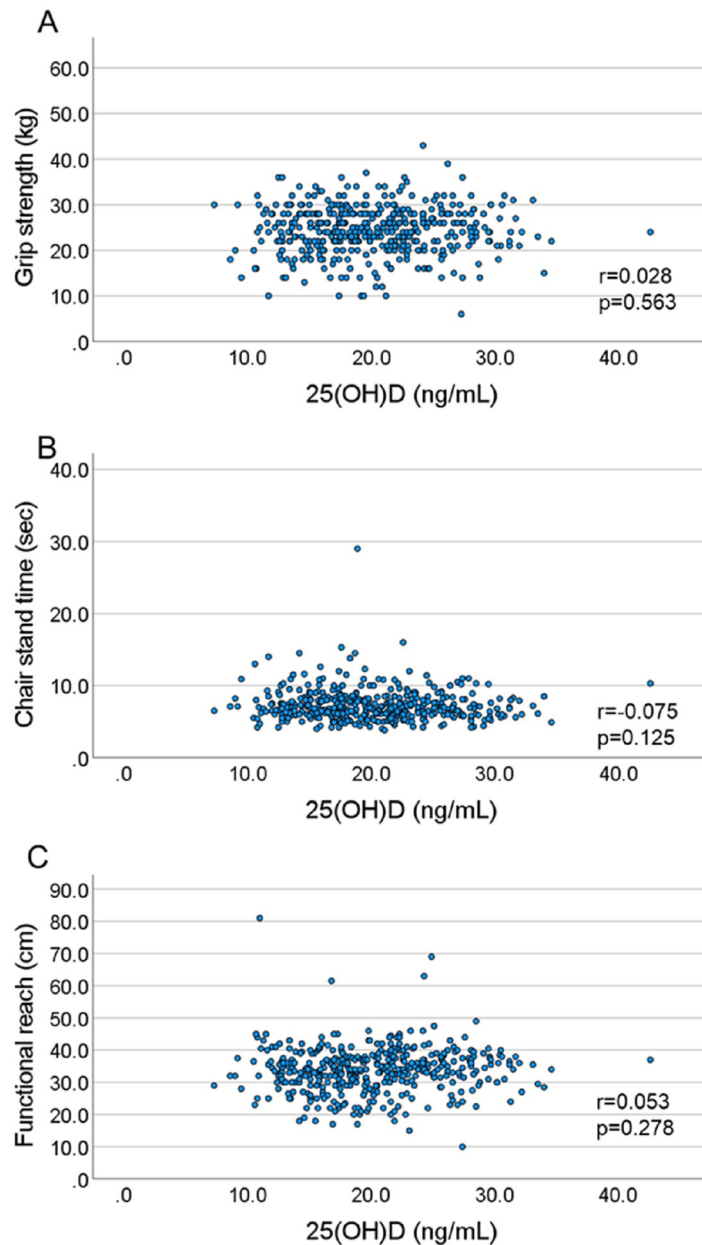 A
60.0
50.0
40.0
30.0
20.0
10.0
.0
Grip strength (kg)
r=0.028
p=0.563
.0 10.0 20.0 30.0 40.0
25(OH)D (ng/mL)
B
40.0
30.0
20.0
10.0
.0
Chair stand time (sec)
r=-0.075
p=0.125
.0 10.0 20.0 30.0 40.0
25(OH)D (ng/mL)
C
90.0
80.0
70.0
60.0
50.0
40.0
30.0
20.0
10.0
.0
Functional reach (cm)
r=0.053
p=0.278
.0 10.0 20.0 30.0 40.0
25(OH)D (ng/mL)